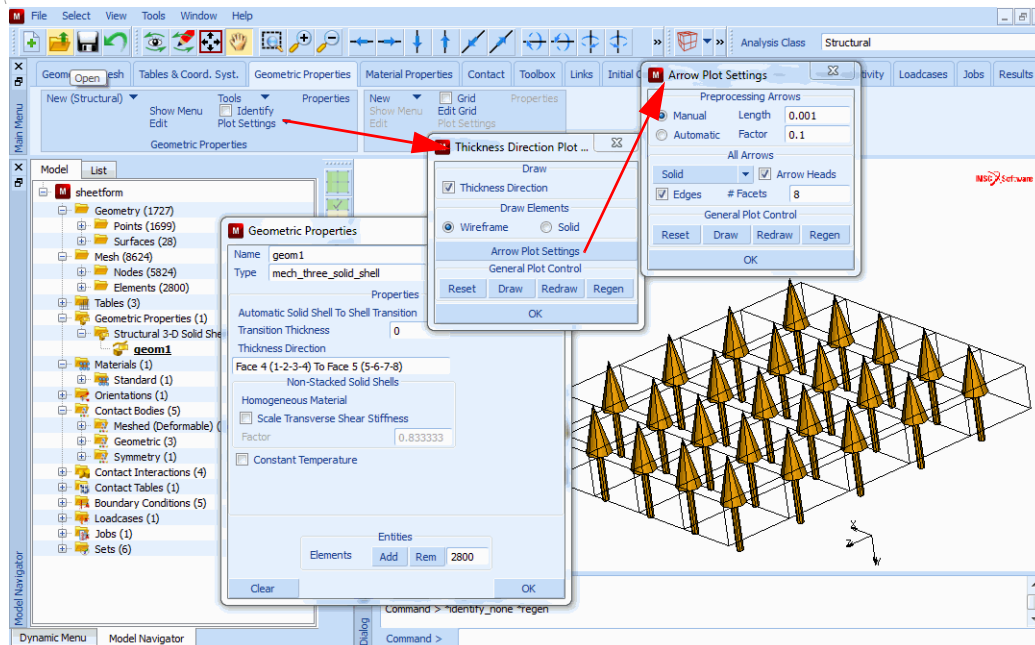 File Select View Tools Window Help
Analysis Class Structural
Open
Tables & Coord. Syst. Geometric Properties Material Properties Contact Toolbox Links Loadcases Jobs Results
Main Menu
New (Structural) Tools Properties
Show Menu Identify
Edit Plot Settings
Geometric Properties
New Grid Properties
Show Menu Edit Grid
Edit Plot Settings
Arrow Plot Settings
Preprocessing Arrows
Manual Length 0.001
Automatic Factor 0.1
All Arrows
Solid Arrow Heads
Edges # Facets 8
General Plot Control
Reset Draw Redraw Regen
OK
Thickness Direction Plot ...
Draw
Thickness Direction
Draw Elements
Wireframe Solid
Arrow Plot Settings
General Plot Control
Reset Draw Redraw Regen
OK
Model List
sheetform
Geometry (1727)
Points (1699)
Surfaces (28)
Mesh (8624)
Nodes (5824)
Elements (2800)
Tables (3)
Geometric Properties (1)
Structural 3-D Solid She
geom1
Materials (1)
Standard (1)
Orientations (1)
Contact Bodies (5)
Meshed (Deformable) (
Geometric (3)
Symmetry (1)
Contact Interactions (4)
Contact Tables (1)
Boundary Conditions (5)
Loadcases (1)
Jobs (1)
Sets (6)
Model Navigator
Dynamic Menu Model Navigator
Geometric Properties
Name geom1
Type mech_three_solid_shell
Properties
Automatic Solid Shell To Shell Transition
Transition Thickness 0
Thickness Direction
Face 4 (1-2-3-4) To Face 5 (5-6-7-8)
Non-Stacked Solid Shells
Homogeneous Material
Scale Transverse Shear Stiffness
Factor 0.833333
Constant Temperature
Entities
Elements Add Rem 2800
Clear OK
MSC Software
X
Z
Y
Command > *identify_none *regen
Command >
Dialog